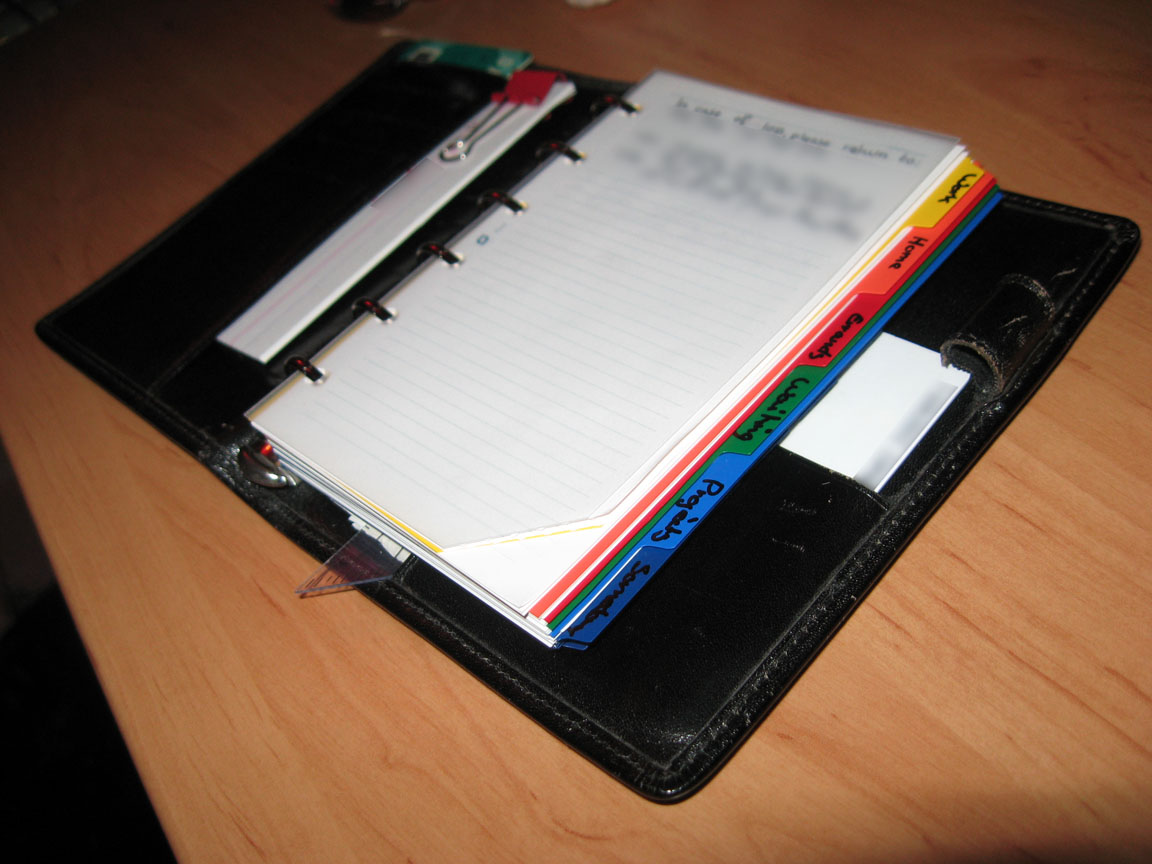 In case of loss, please return to:
Work
Home
Errands
Waiting
Projects
Someday